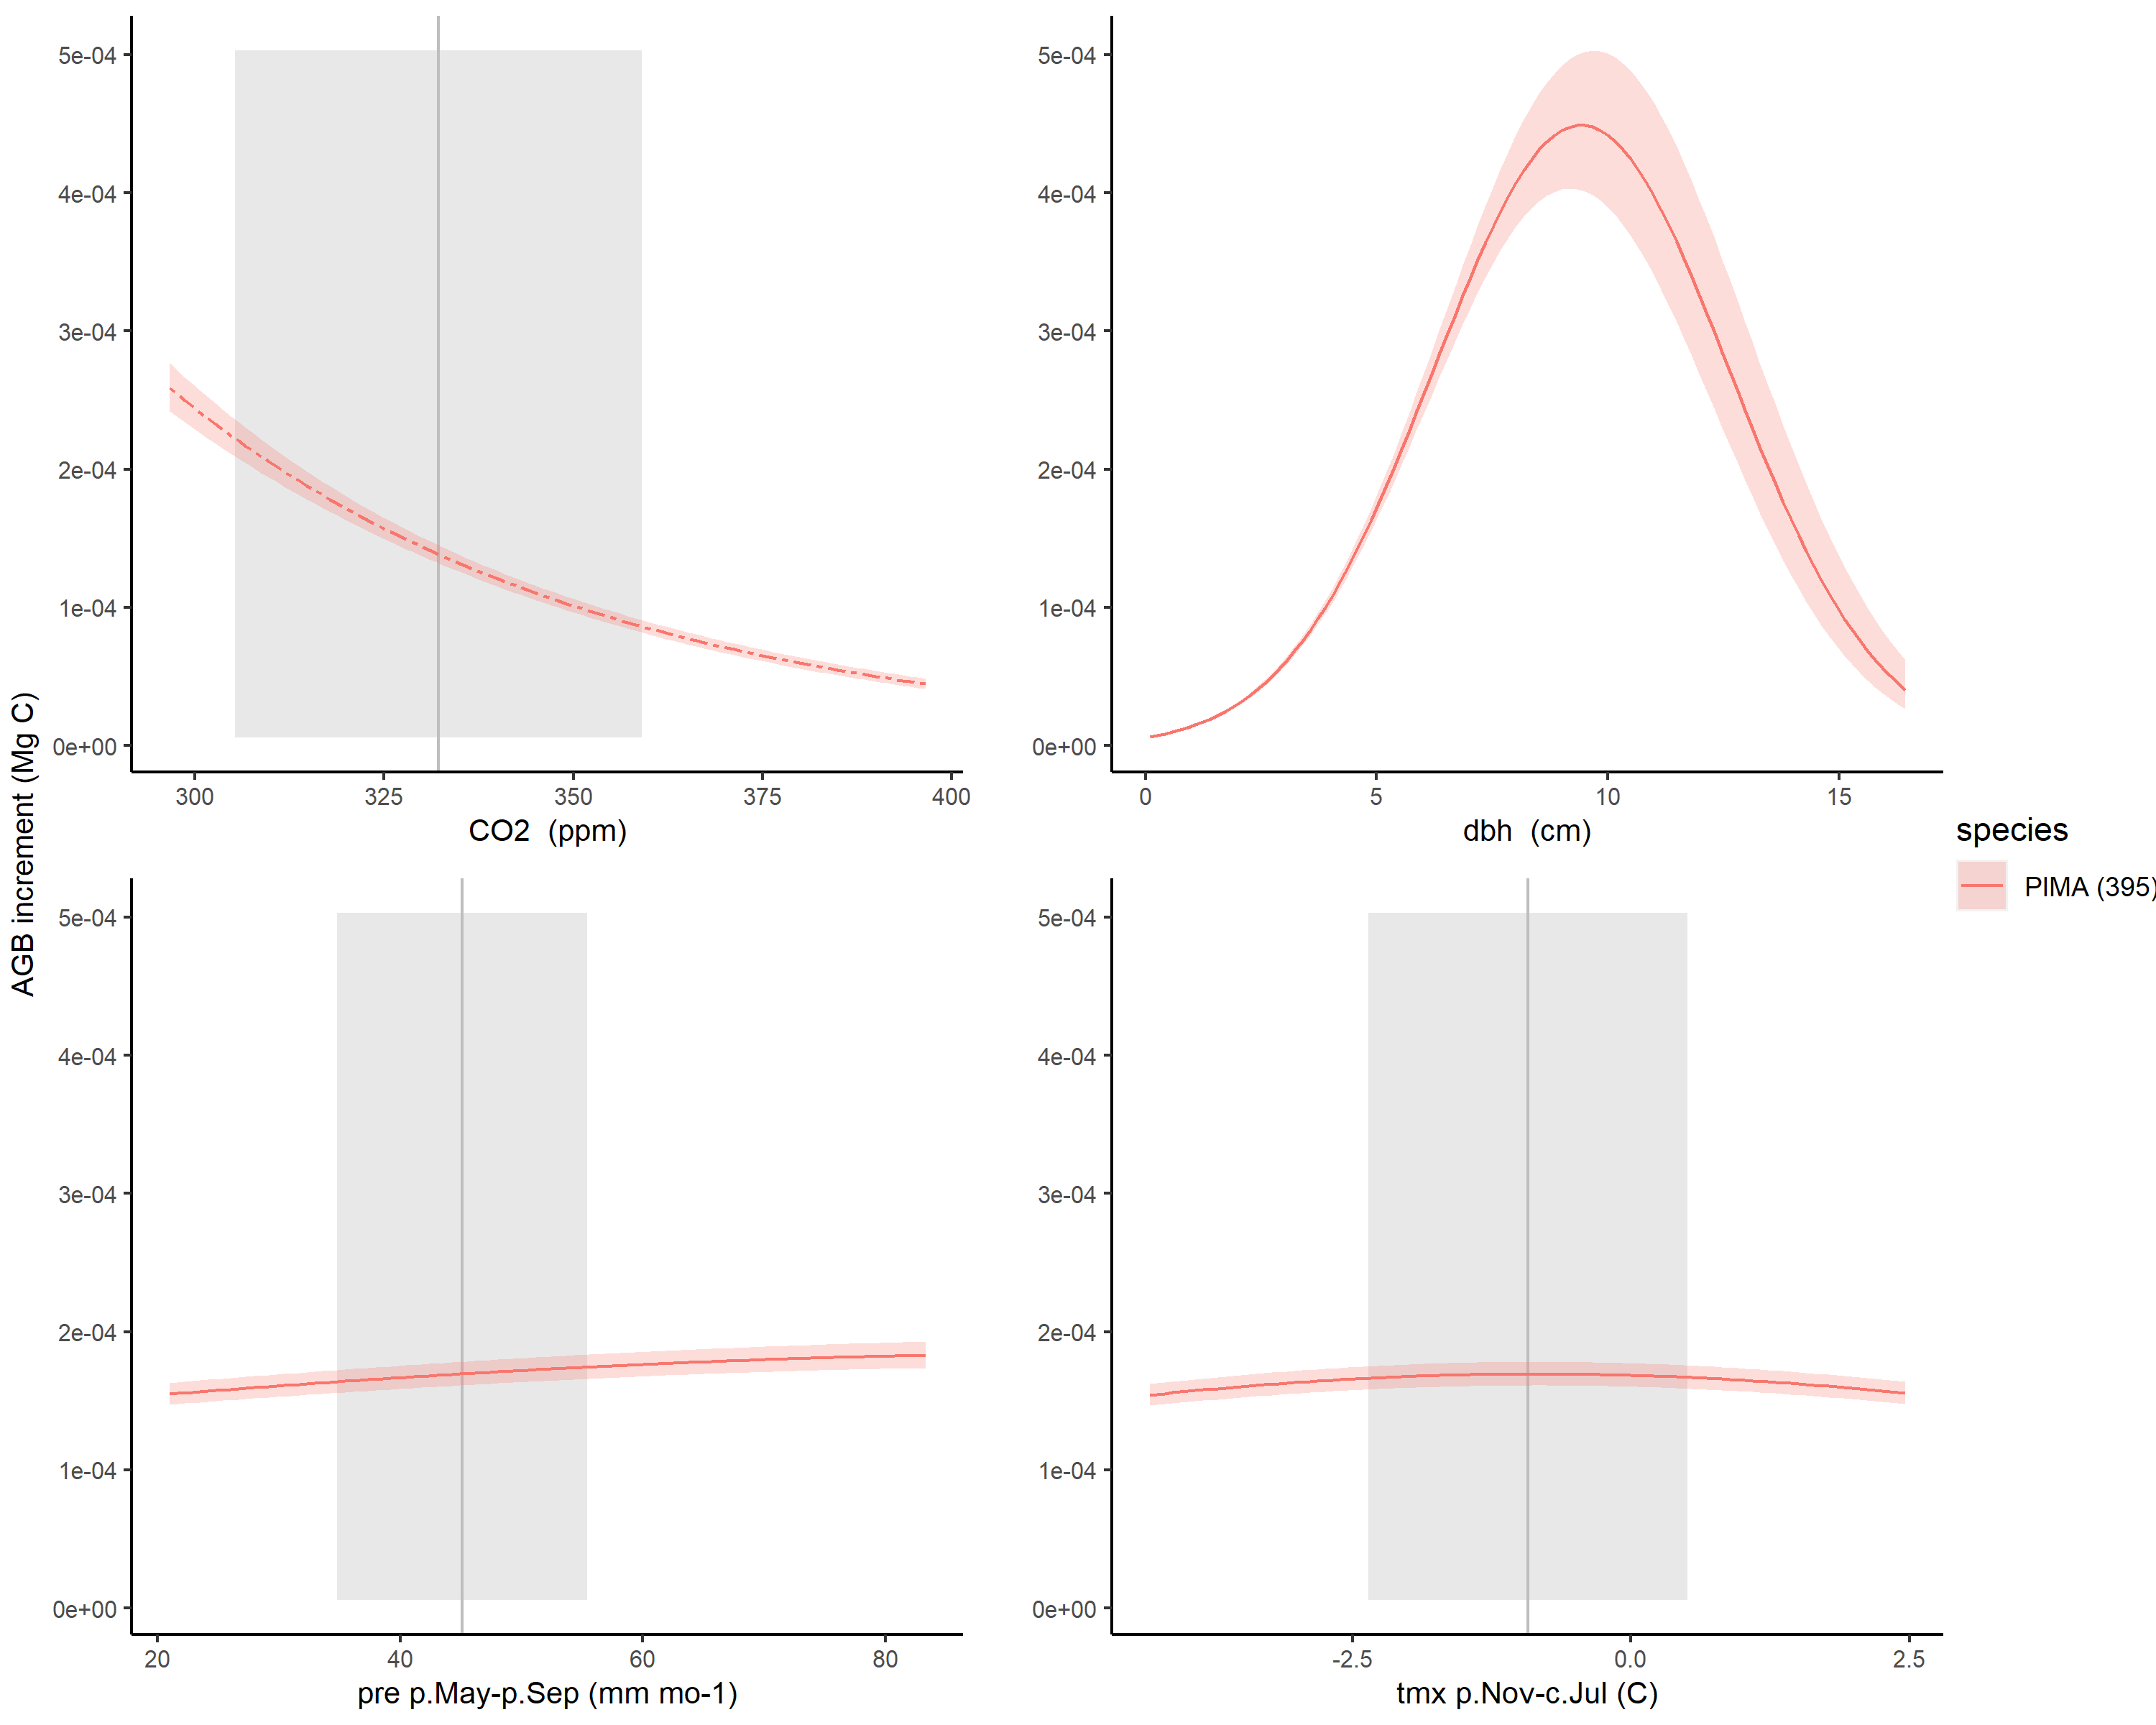 AGB increment (Mg C)
5e-04
4e-04
3e-04
2e-04
1e-04
0e+00
300 325 350 375 400
CO2 (ppm)
5e-04
4e-04
3e-04
2e-04
1e-04
0e+00
0 5 10 15
dbh (cm)
5e-04
4e-04
3e-04
2e-04
1e-04
0e+00
20 40 60 80
pre p.May-p.Sep (mm mo-1)
5e-04
4e-04
3e-04
2e-04
1e-04
0e+00
-2.5 0.0 2.5
tmx p.Nov-c.Jul (C)
species
PIMA (395)